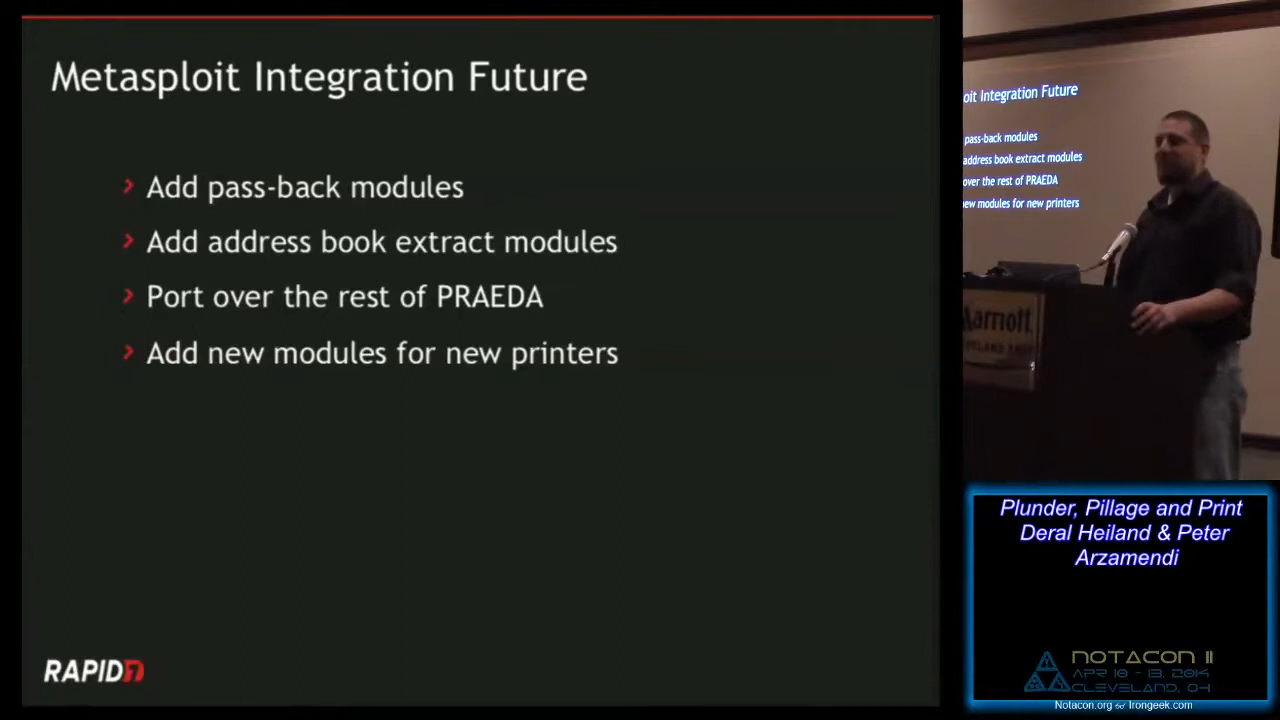 Metasploit Integration Future
Add pass-back modules
Add address book extract modules
Port over the rest of PRAEDA
Add new modules for new printers
RAPID7
oit Integration Future
pass-back modules
address book extract modules
over the rest of PRAEDA
ew modules for new printers
Marriott
Plunder, Pillage and Print
Deral Heiland & Peter
Arzamendi
NOTACON 11
APR 10 - 13, 2014
CLEVELAND, OH
Notacon.org & Irongeek.com